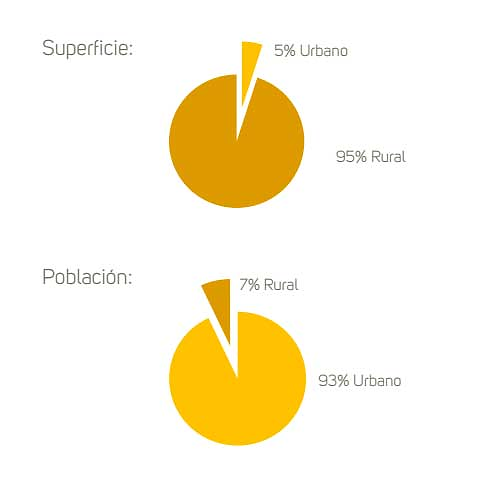 Superficie:
5% Urbano
95% Rural
Población:
7% Rural
93% Urbano